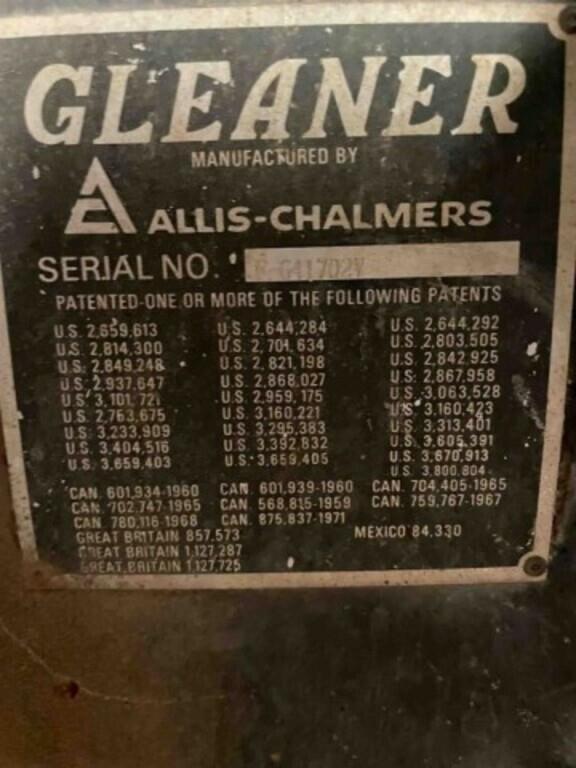 GLEANER
MANUFACTURED BY
ALLIS-CHALMERS
SERIAL NO.
PATENTED ONE OR MORE OF THE FOLLOWING PATENTS
U.S. 2,659,613 U.S. 2,644,284 U.S. 2,644,292
U.S. 2,814,300 U.S. 2,701,634 U.S. 2,803,505
U.S. 2,849,248 U.S. 2,821,198 U.S. 2,842,925
U.S. 2,937,647 U.S. 2,868,027 U.S. 2,867,958
U.S. 3,101,721 U.S. 2,959,175 U.S. 3,063,528
U.S. 2,763,675 U.S. 3,160,221 U.S. 3,160,423
U.S. 3,233,909 U.S. 3,295,383 U.S. 3,313,401
U.S. 3,404,516 U.S. 3,392,832 U.S. 3,605,391
U.S. 3,659,403 U.S. 3,659,405 U.S. 3,670,913
U.S. 3,800,804
CAN. 601,934-1960 CAN. 601,939-1960 CAN. 704,405-1965
CAN. 702,747-1965 CAN. 568,815-1959 CAN. 759,767-1967
CAN. 780,116-1968 CAN. 875,837-1971
GREAT BRITAIN 857,573 MEXICO 84,330
GREAT BRITAIN 1,127,287
GREAT BRITAIN 1,127,725